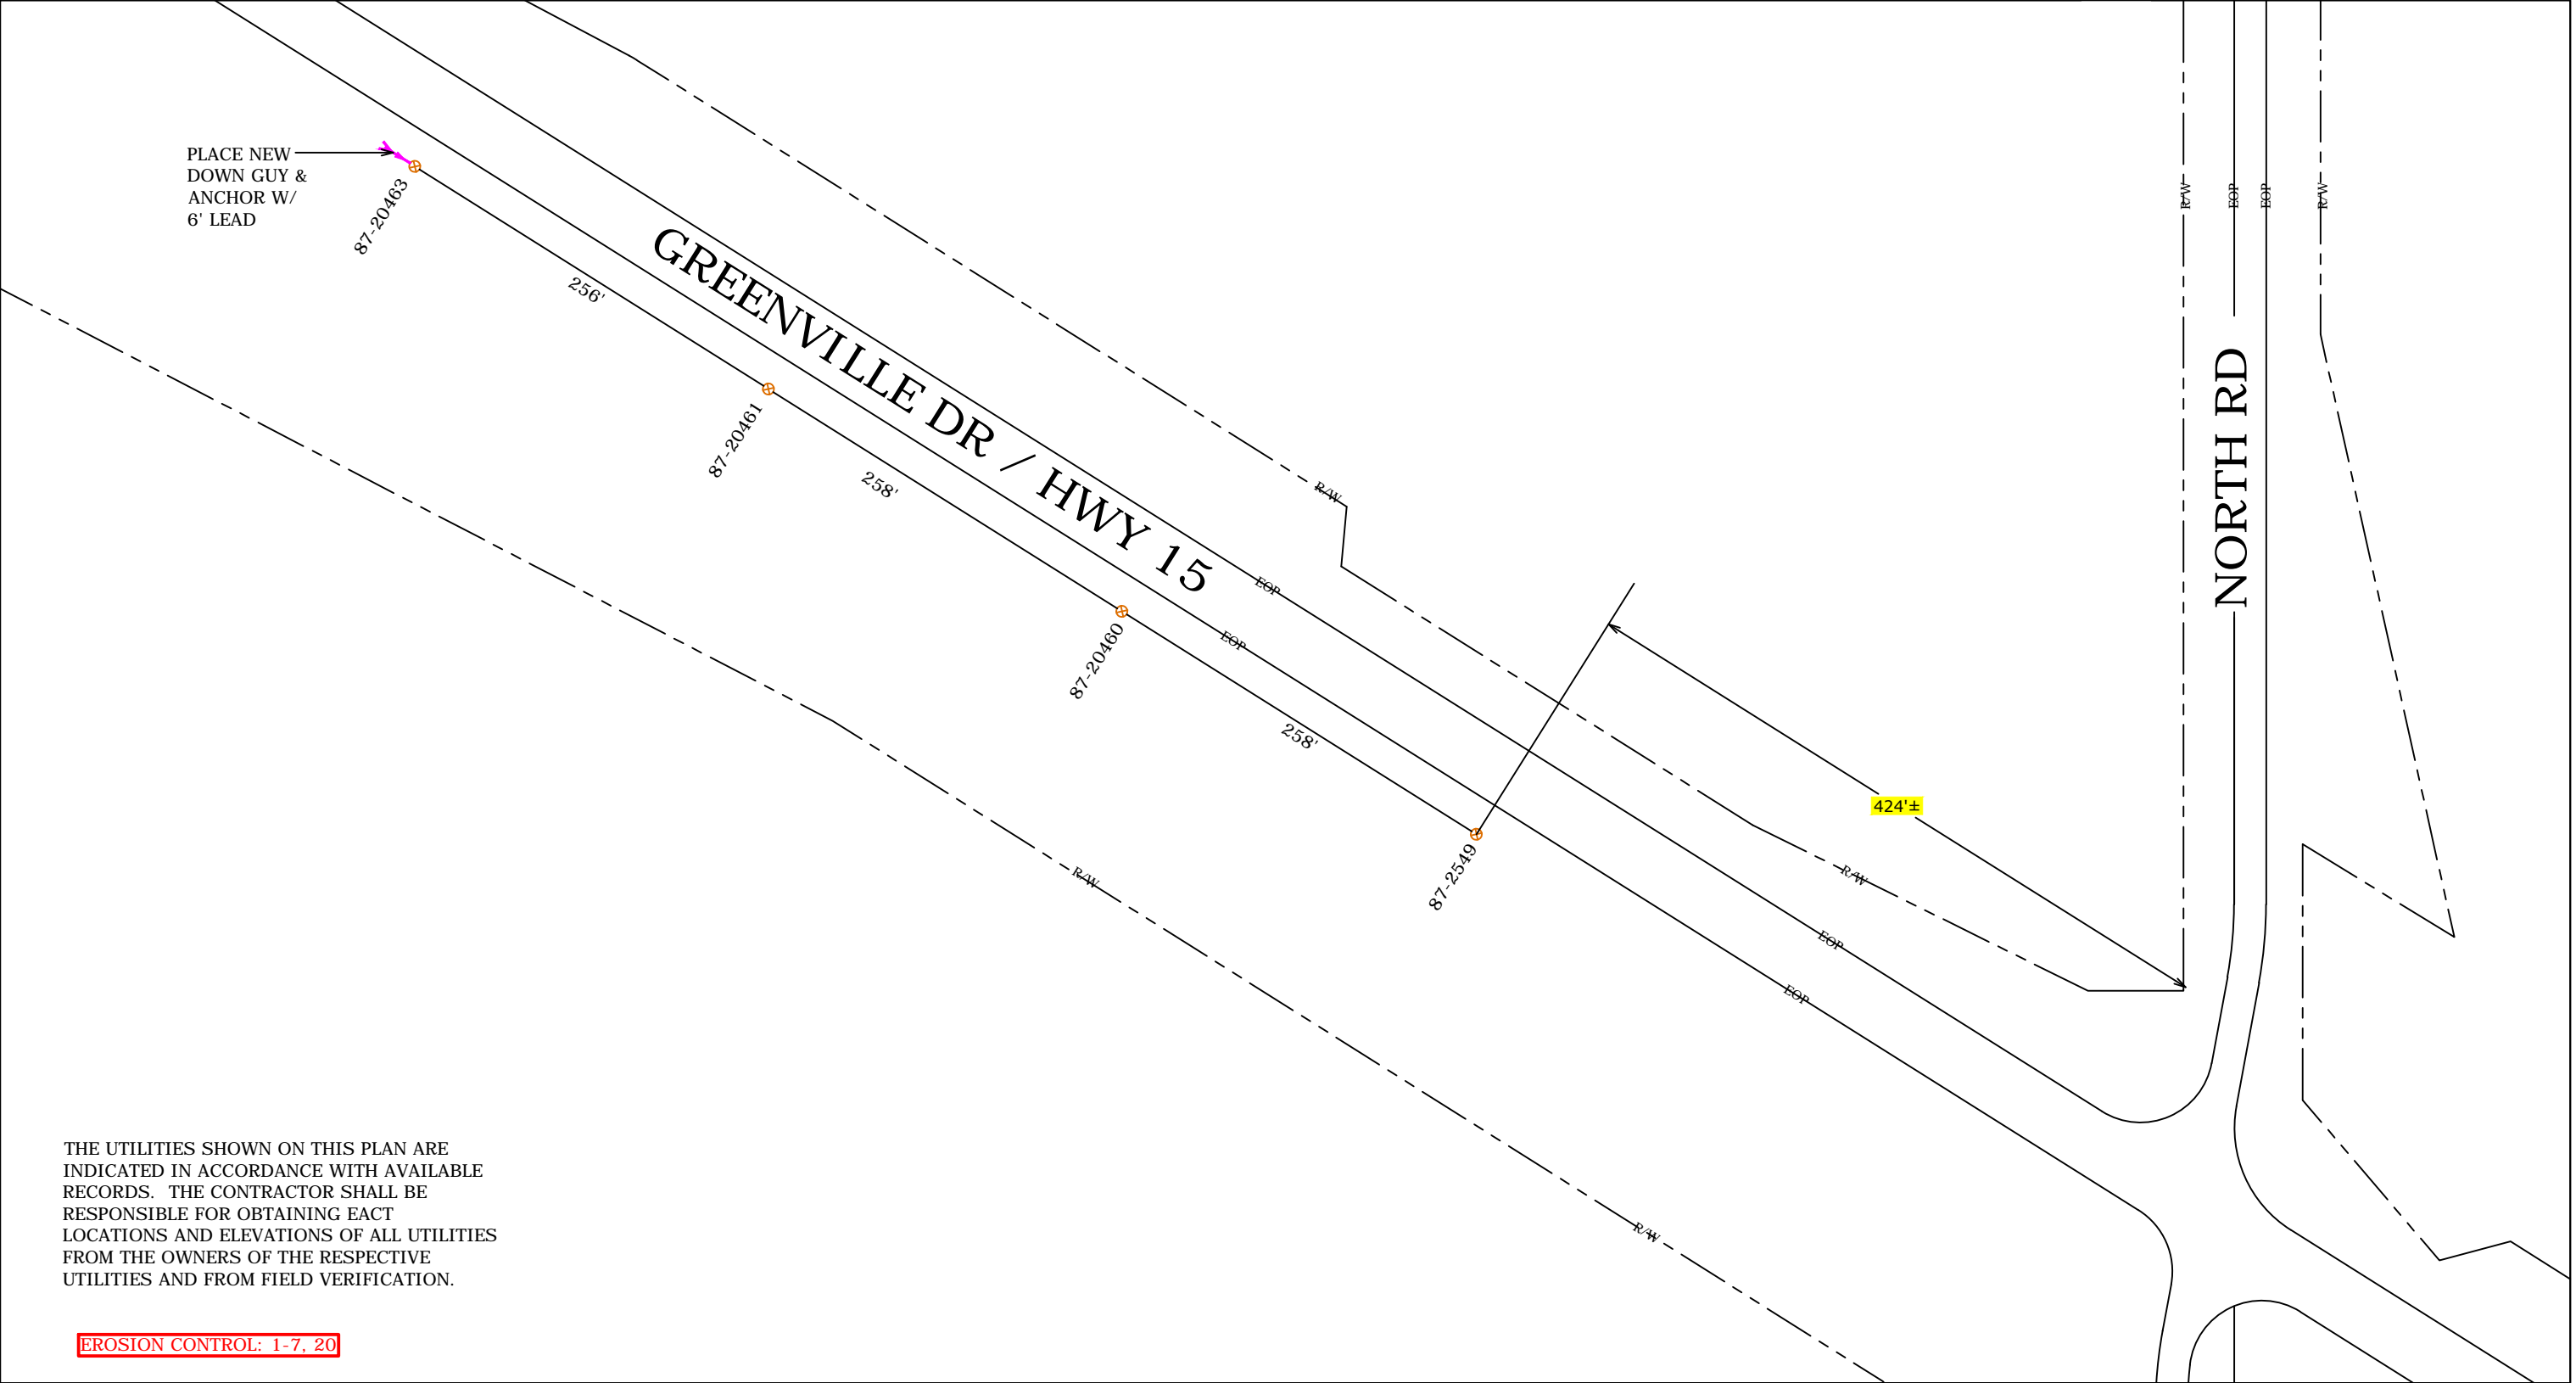 PLACE NEW
DOWN GUY &
ANCHOR W/
6' LEAD
87-20463
256'
GREENVILLE DR / HWY 15
87-20461
258'
87-20460
258'
87-2549
424'±
R/W
EOP
EOP
R/W
NORTH RD
R/W
EOP
EOP
R/W
R/W
EOP
EOP
R/W
THE UTILITIES SHOWN ON THIS PLAN ARE
INDICATED IN ACCORDANCE WITH AVAILABLE
RECORDS. THE CONTRACTOR SHALL BE
RESPONSIBLE FOR OBTAINING EACT
LOCATIONS AND ELEVATIONS OF ALL UTILITIES
FROM THE OWNERS OF THE RESPECTIVE
UTILITIES AND FROM FIELD VERIFICATION.
EROSION CONTROL: 1-7, 20